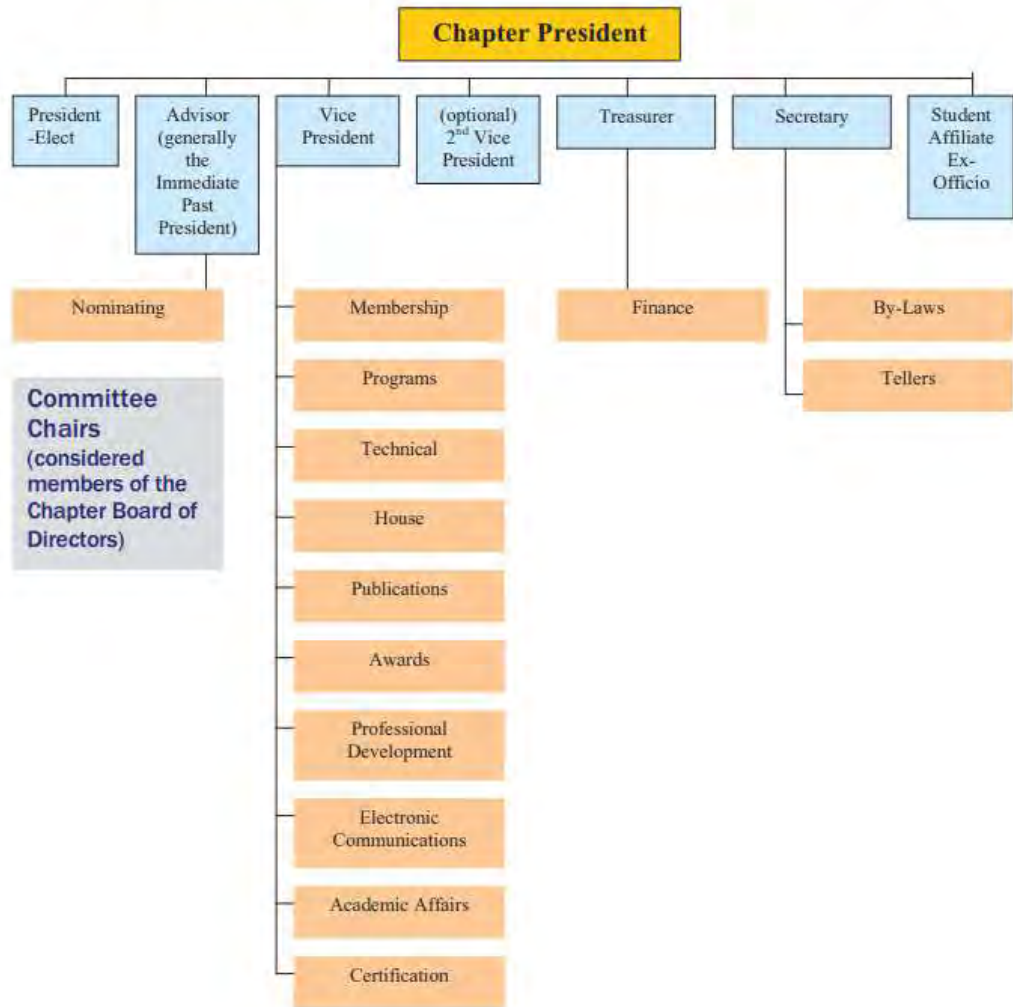 Chapter President
President
-Elect
Advisor
(generally
the
Immediate
Past
President)
Vice
President
(optional)
2nd Vice
President
Treasurer
Secretary
Student
Affiliate
Ex-
Officio
Nominating
Membership
Finance
By-Laws
Programs
Tellers
Committee
Chairs
(considered
members of the
Chapter Board of
Directors)
Technical
House
Publications
Awards
Professional
Development
Electronic
Communications
Academic Affairs
Certification